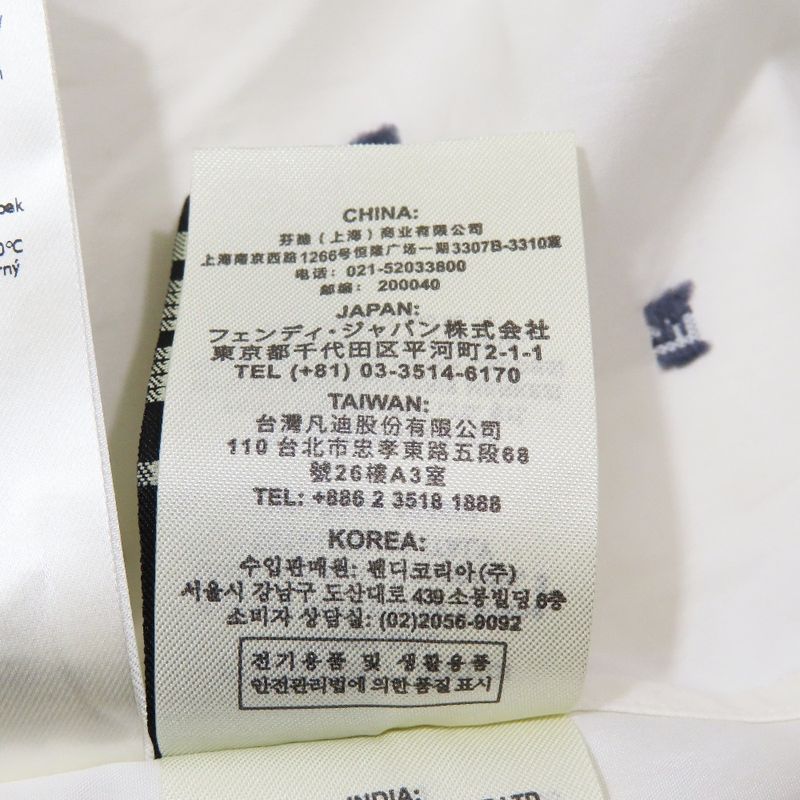 bek
0°C
rný
CHINA:
芬迪（上海）商业有限公司
上海南京西路1266号恒隆广场一期3307B-3310室
电话: 021-52033800
邮编: 200040
JAPAN:
フェンディ・ジャパン株式会社
東京都千代田区平河町2-1-1
TEL (+81) 03-3514-6170
TAIWAN:
台灣凡迪股份有限公司
110 台北市忠孝東路五段68
號26樓A3室
TEL: +886 2 3518 1888
KOREA:
수입판매원: 펜디코리아(주)
서울시 강남구 도산대로 439 소봉빌딩 6층
소비자 상담실: (02)2056-9092
전기용품 및 생활용품
안전관리법에 의한 품질 표시
INDIA:
LTD